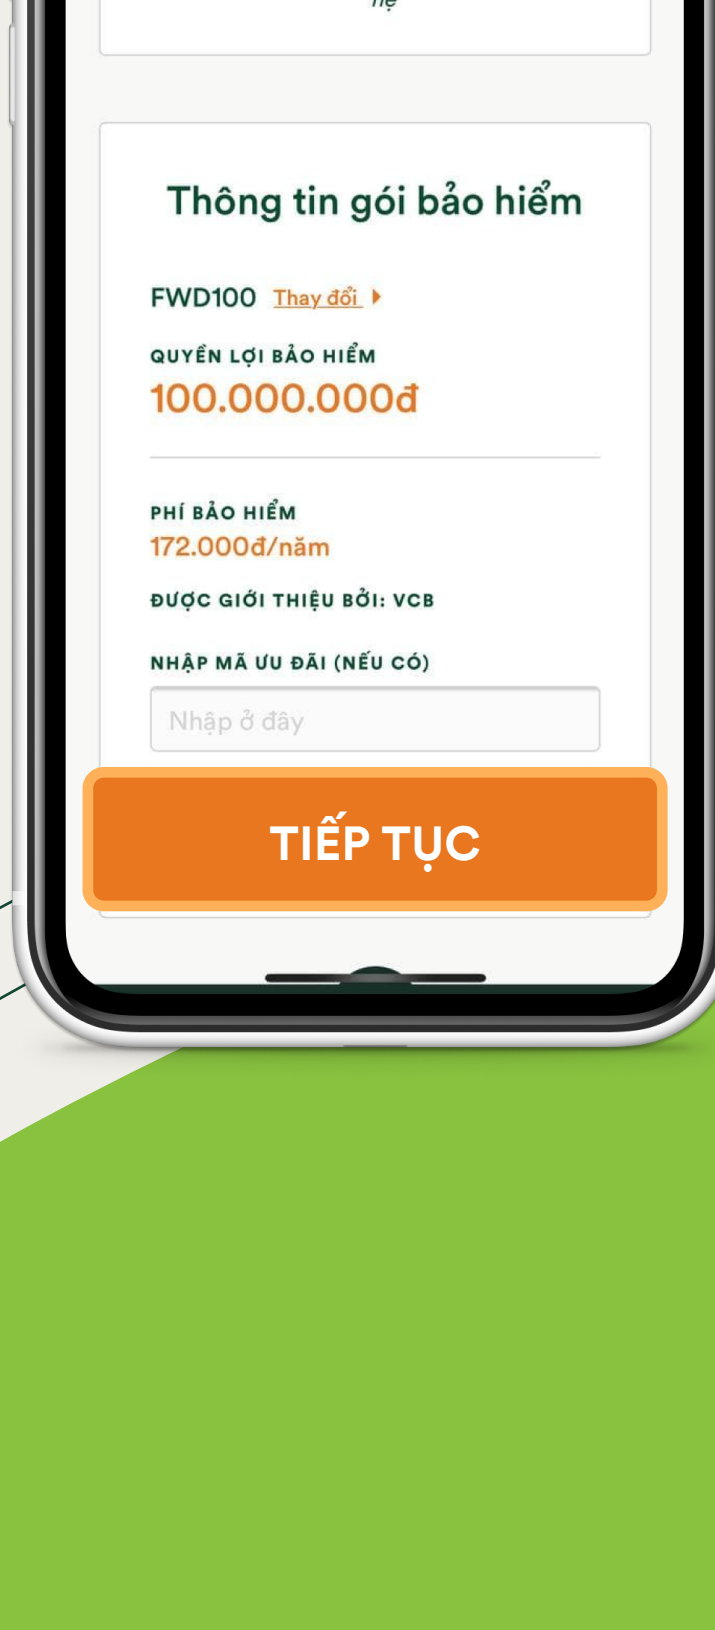 hệ
Thông tin gói bảo hiểm
FWD100 Thay đổi
QUYỀN LỢI BẢO HIỂM
100.000.000đ
PHÍ BẢO HIỂM
172.000đ/năm
ĐƯỢC GIỚI THIỆU BỞI: VCB
NHẬP MÃ ƯU ĐÃI (NẾU CÓ)
Nhập ở đây
TIẾP TỤC